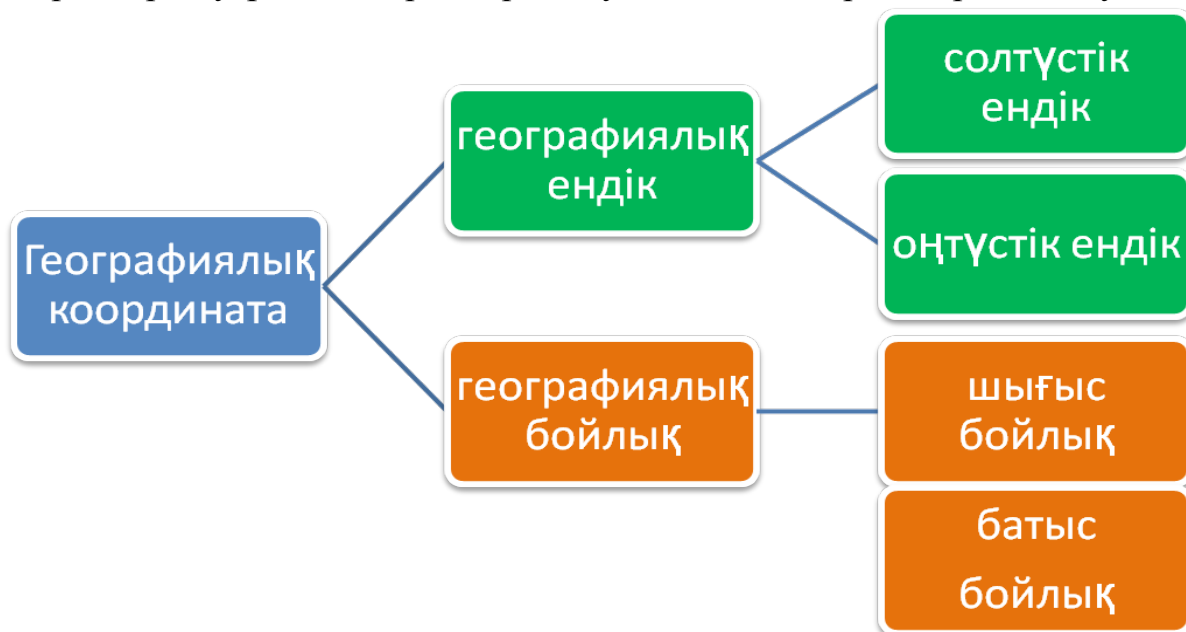 Географиялық
координата
географиялық
ендік
солтүстік
ендік
оңтүстік ендік
географиялық
бойлық
шығыс
бойлық
батыс
бойлық